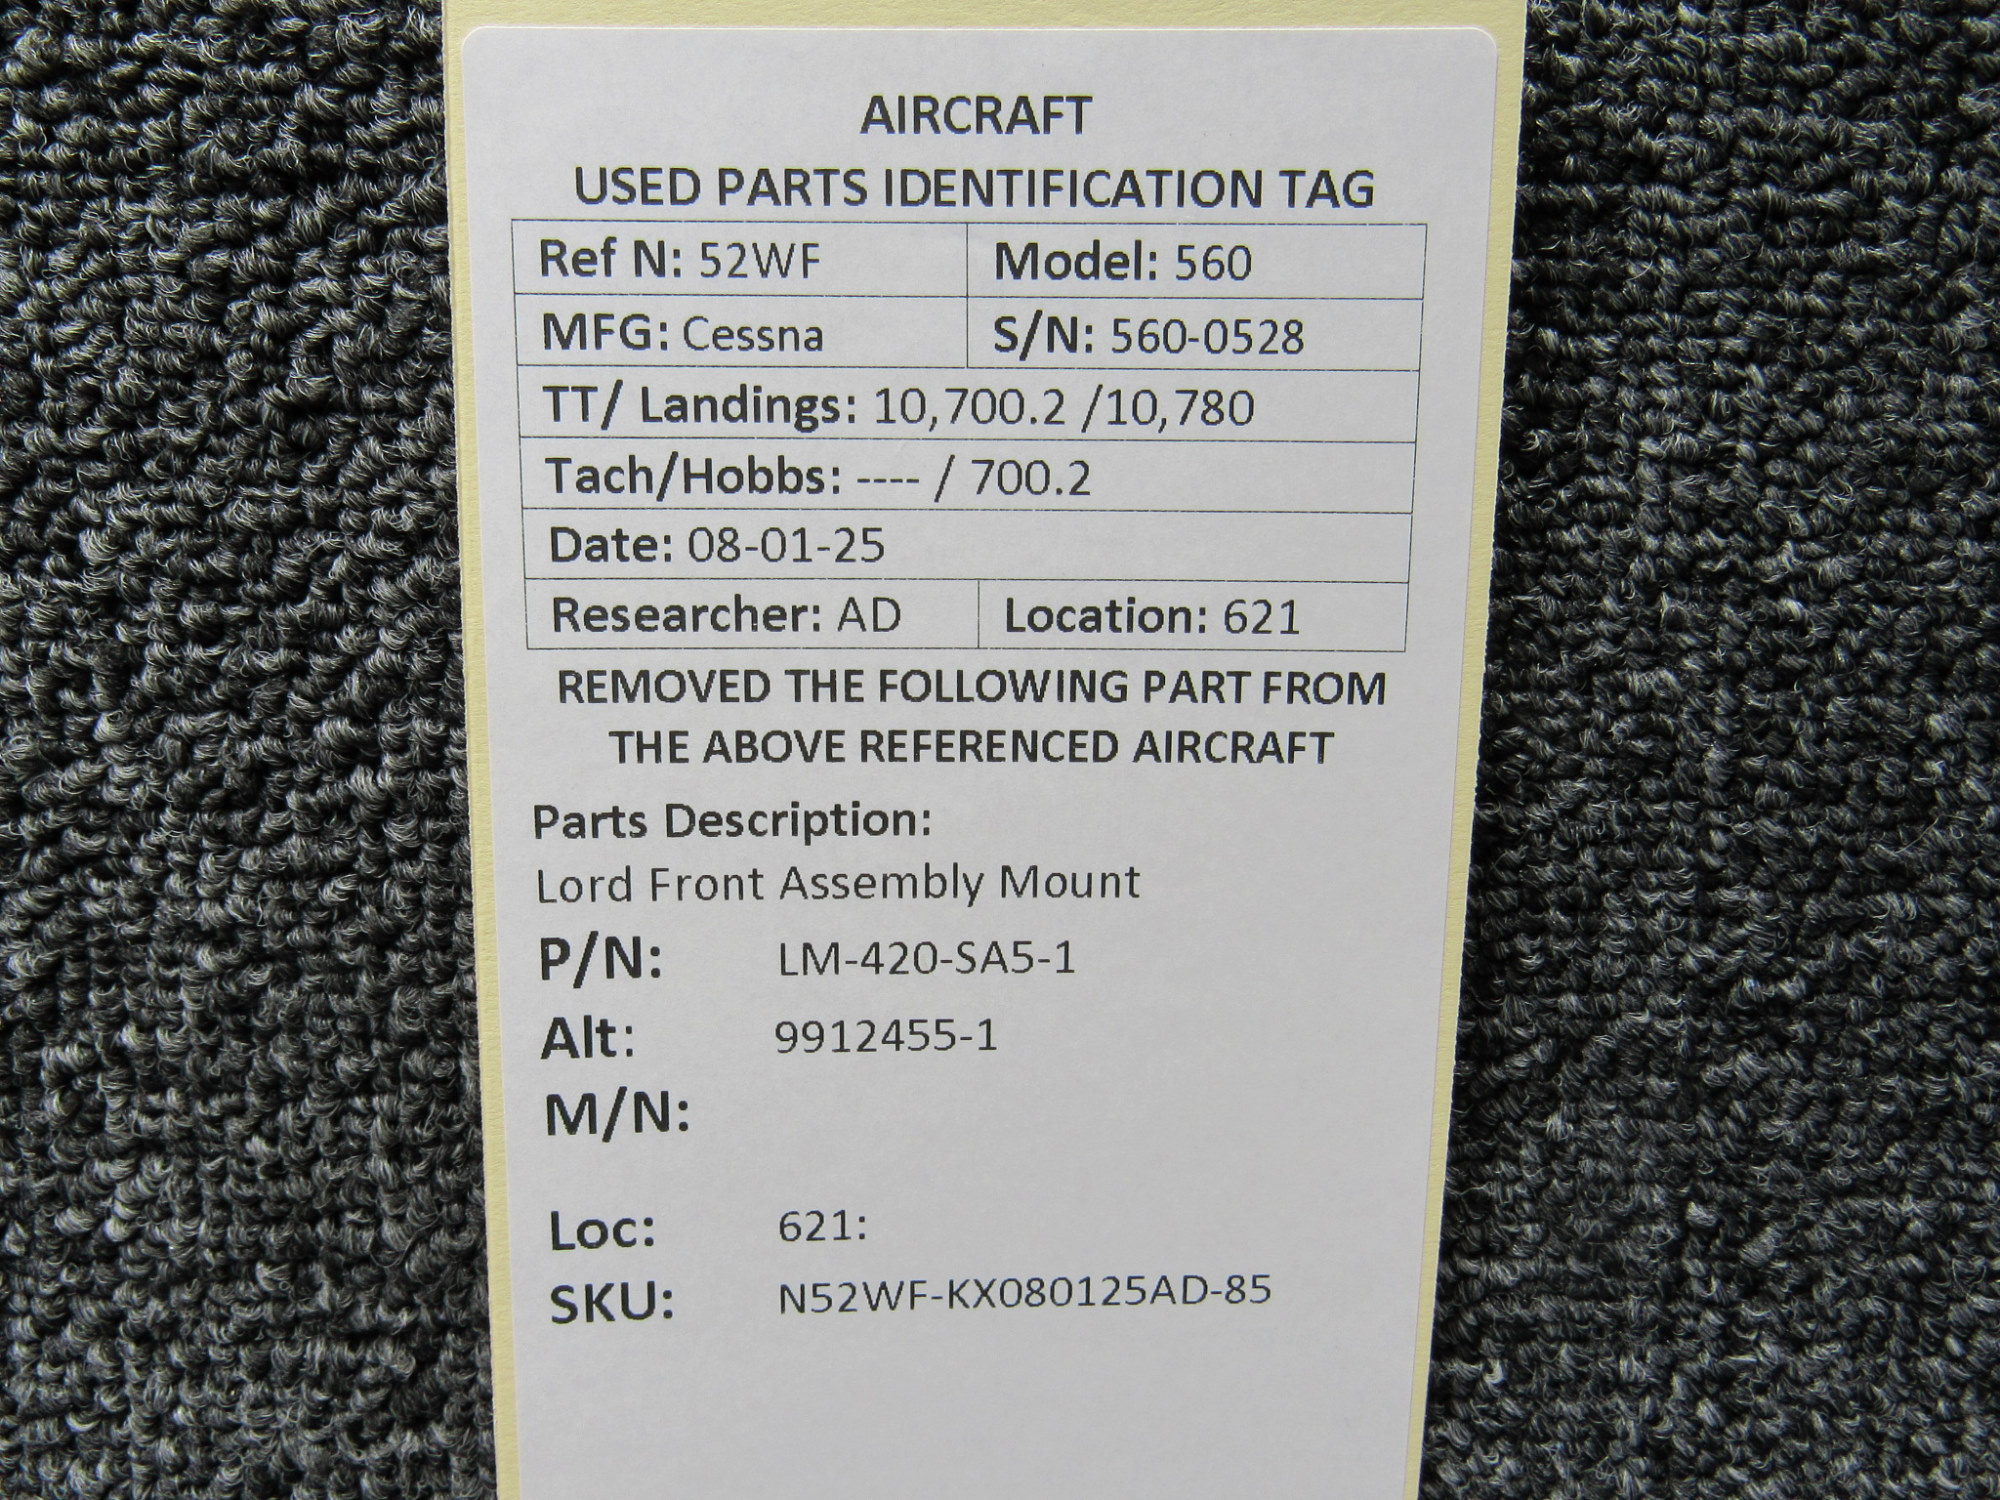 AIRCRAFT
USED PARTS IDENTIFICATION TAG
Ref N: 52WF Model: 560
MFG: Cessna S/N: 560-0528
TT/ Landings: 10,700.2 /10,780
Tach/Hobbs: ---- / 700.2
Date: 08-01-25
Researcher: AD Location: 621
REMOVED THE FOLLOWING PART FROM
THE ABOVE REFERENCED AIRCRAFT
Parts Description:
Lord Front Assembly Mount
P/N: LM-420-SA5-1
Alt: 9912455-1
M/N:
Loc: 621:
SKU: N52WF-KX080125AD-85